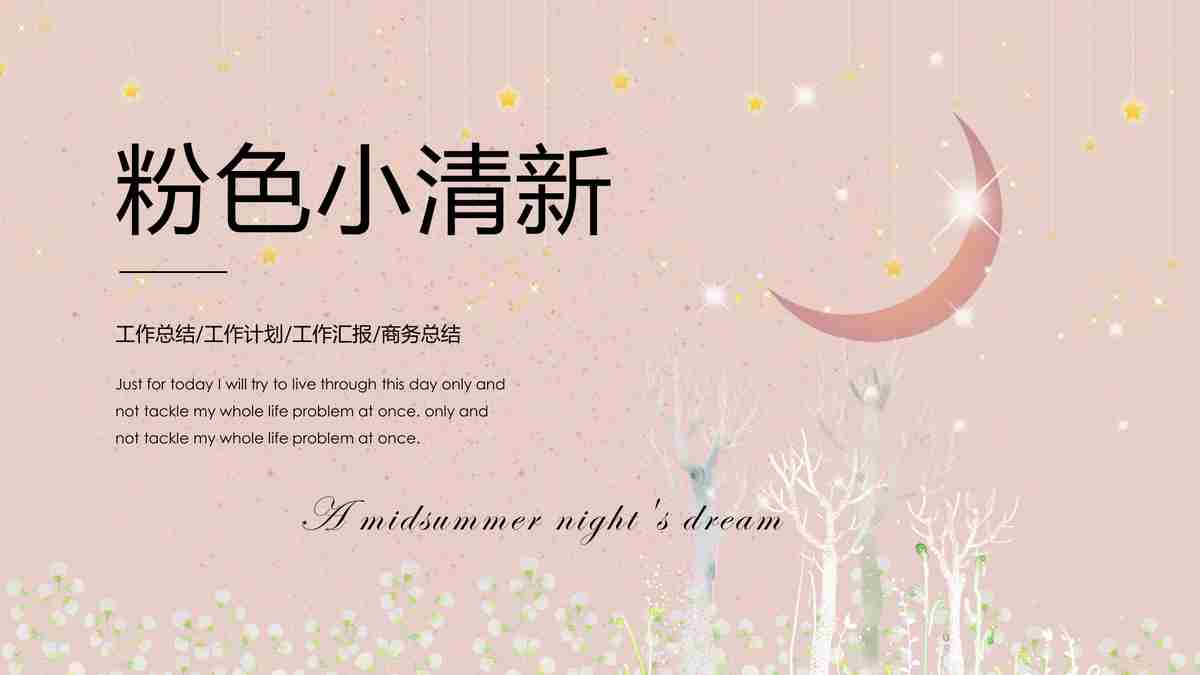 粉色小清新
工作总结/工作计划/工作汇报/商务总结
Just for today I will try to live through this day only and
not tackle my whole life problem at once. only and
not tackle my whole life problem at once.
A midsummer night's dream